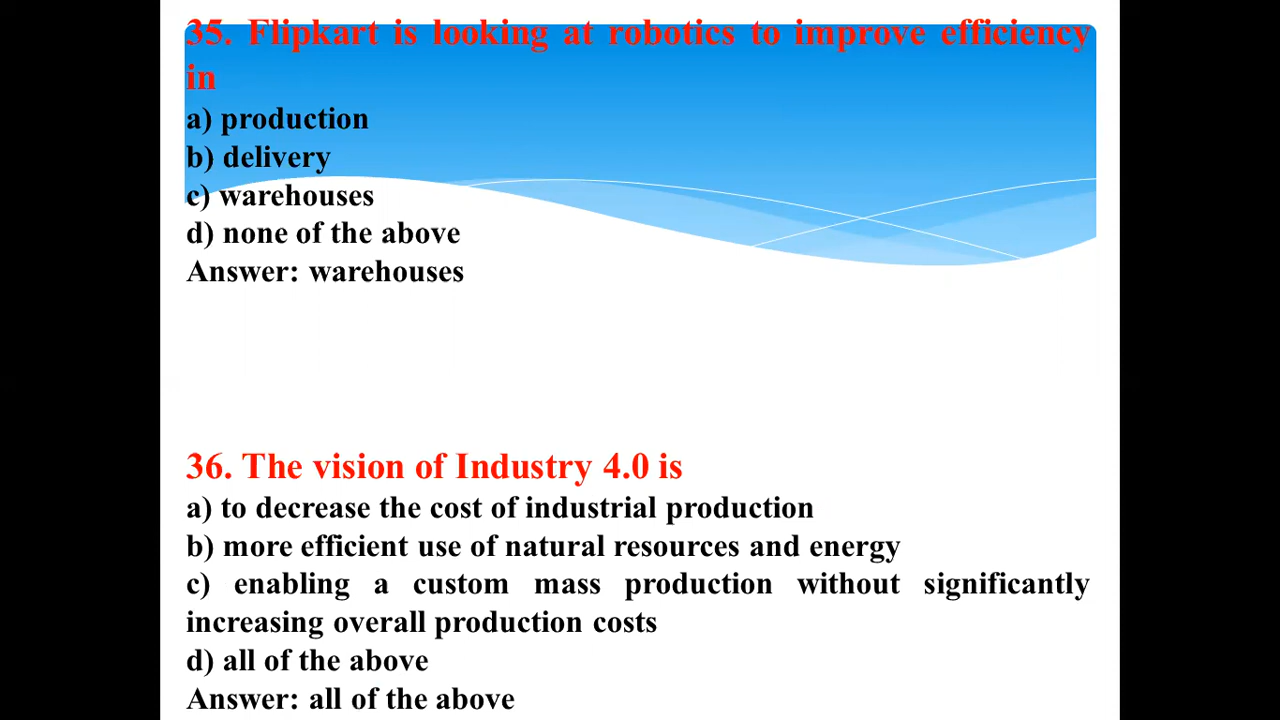 35. Flipkart is looking at robotics to improve efficiency
in
a) production
b) delivery
c) warehouses
d) none of the above
Answer: warehouses
36. The vision of Industry 4.0 is
a) to decrease the cost of industrial production
b) more efficient use of natural resources and energy
c) enabling a custom mass production without significantly
increasing overall production costs
d) all of the above
Answer: all of the above